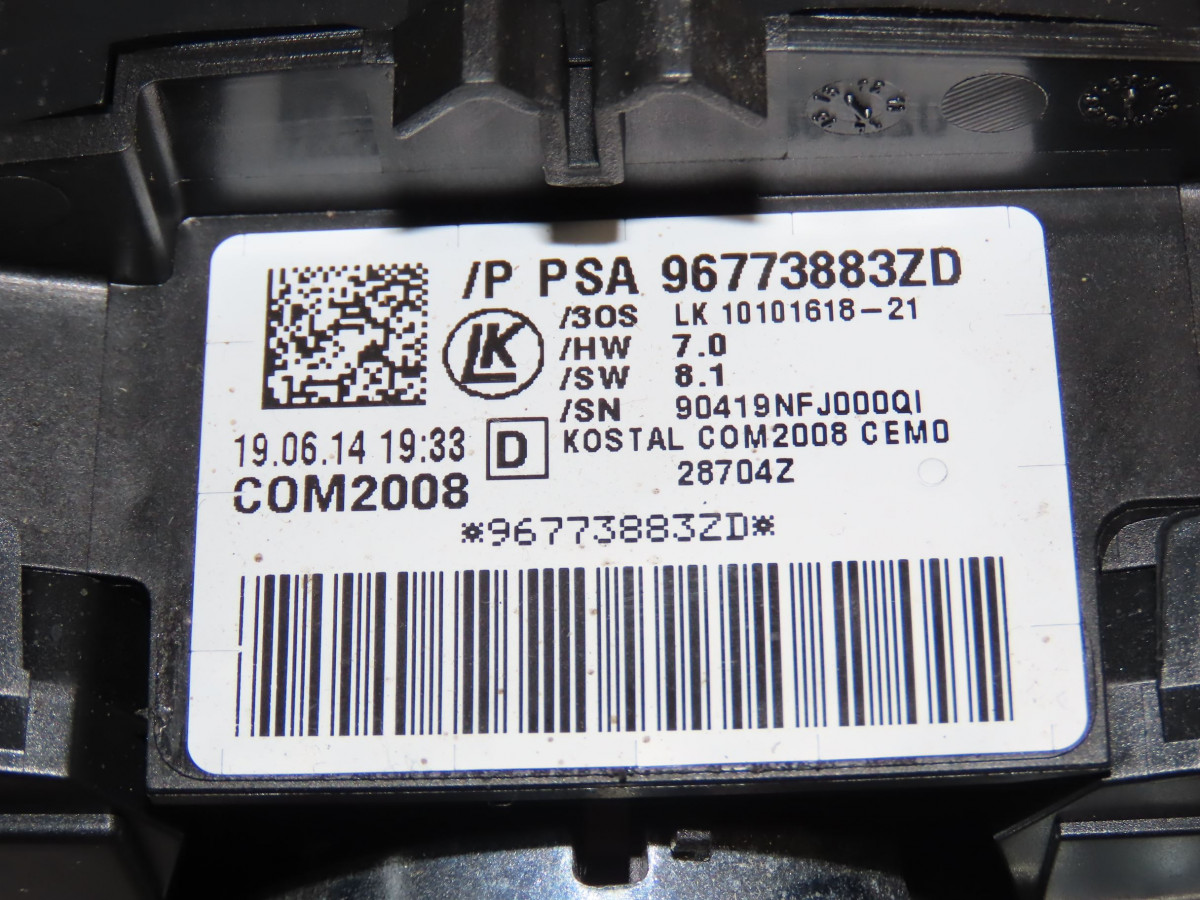 /P PSA 96773883ZD
LK
/3OS LK 10101618-21
/HW 7.0
/SW 8.1
/SN 90419NFJ000QI
19.06.14 19:33
D
KOSTAL COM2008 CEM0
28704Z
COM2008
*96773883ZD*